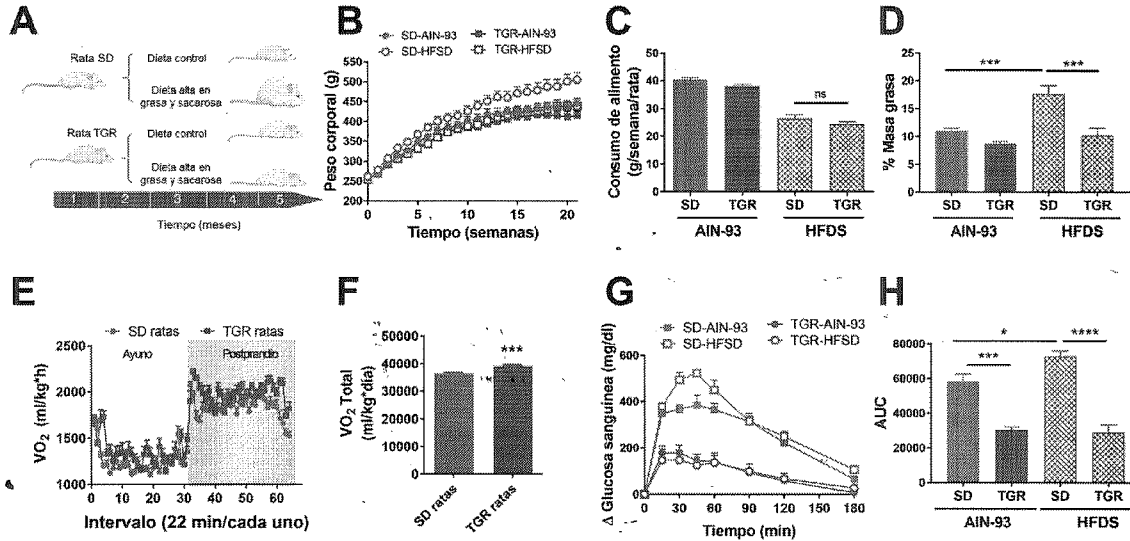 A
Rata SD
Dieta control
Dieta alta en
grasa y sacarosa
Rata TGR
Dieta control
Dieta alta en
grasa y sacarosa
1 2 3 4 5
Tiempo (meses)
B
SD-AIN-93 TGR-AIN-93
SD-HFSD TGR-HFSD
Peso corporal (g)
600
550
500
450
400
350
300
250
200
0 5 10 15 20
Tiempo (semanas)
C
Consumo de alimento
(g/semana/rata)
60
40
20
0
ns
SD TGR SD TGR
AIN-93 HFDS
D
% Masa grasa
25
20
15
10
5
0
*** ***
SD TGR SD TGR
AIN-93 HFDS
E
SD ratas TGR ratas
Ayuno Postprandio
VO2 (ml/kg*h)
2500
2000
1500
1000
0 10 20 30 40 50 60
Intervalo (22 min/cada uno)
F
VO2 Total
(ml/kg*día)
50000
40000
30000
20000
10000
0
***
SD ratas
TGR ratas
G
SD-AIN-93 TGR-AIN-93
SD-HFSD TGR-HFSD
Δ Glucosa sanguínea (mg/dl)
600
400
200
0
0 30 60 90 120 150 180
Tiempo (min)
H
AUC
80000
60000
40000
20000
0
* ****
***
SD TGR SD TGR
AIN-93 HFDS